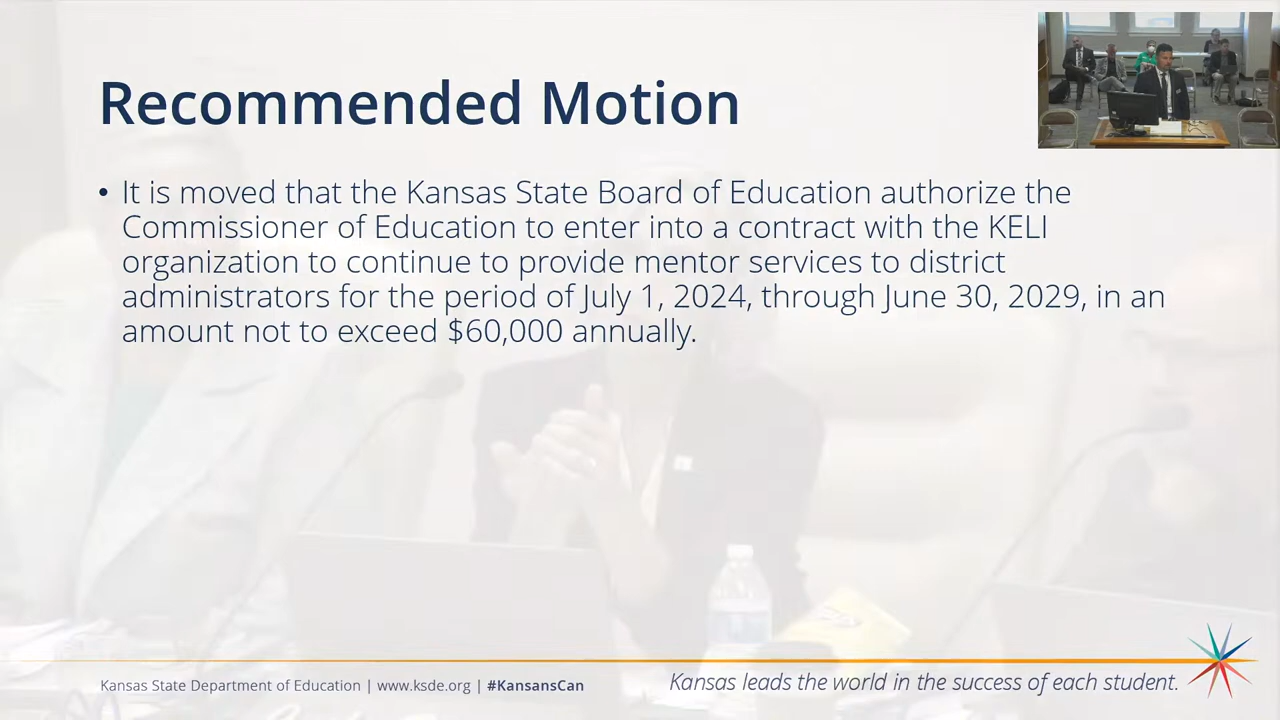 Recommended Motion
• It is moved that the Kansas State Board of Education authorize the
Commissioner of Education to enter into a contract with the KELI
organization to continue to provide mentor services to district
administrators for the period of July 1, 2024, through June 30, 2029, in an
amount not to exceed $60,000 annually.
Kansas State Department of Education | www.ksde.org | #KansansCan
Kansas leads the world in the success of each student.